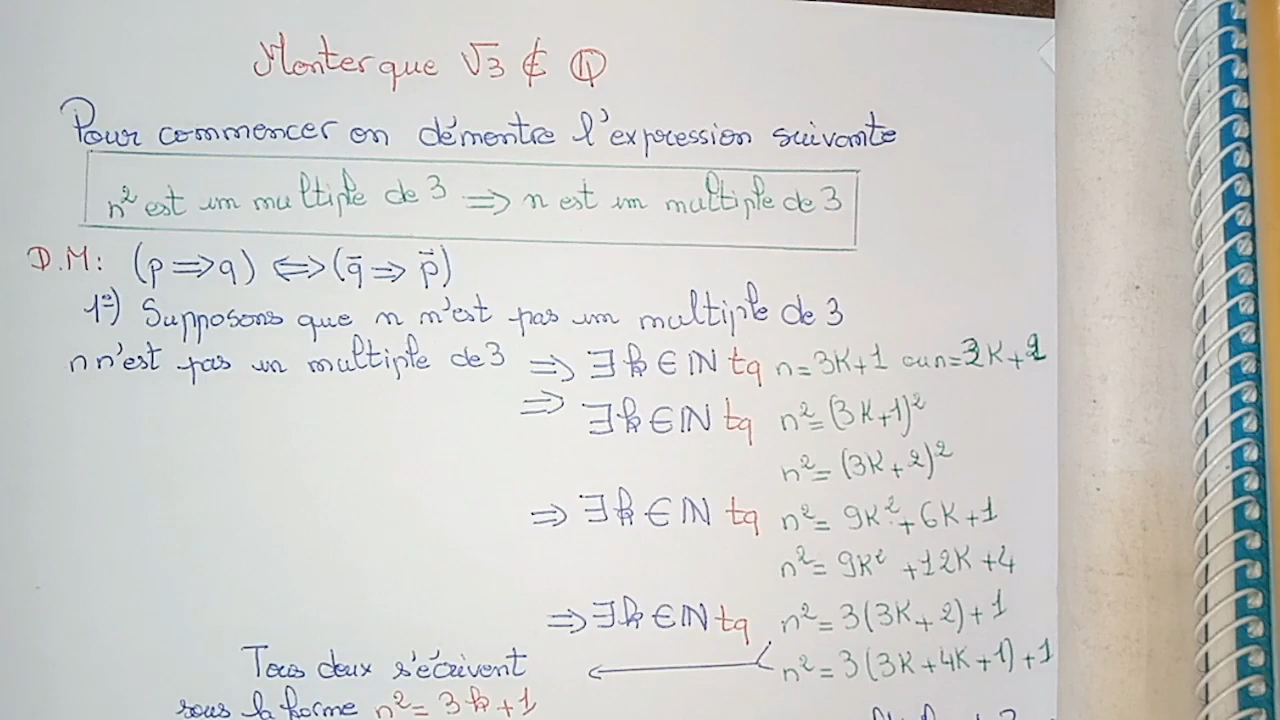 Monter que √3 ∉ ℚ
Pour commencer on démontre l'expression suivante
n² est un multiple de 3 ⟹ n est un multiple de 3
D.M: (p ⟹ q) ⟺ (q̄ ⟹ p̄)
1°) Supposons que n n'est pas un multiple de 3
n n'est pas un multiple de 3 ⟹ ∃ k ∈ ℕ tq n = 3K+1 ou n = 3K+2
⟹ ∃ k ∈ ℕ tq n² = (3K+1)²
n² = (3K+2)²
⟹ ∃ k ∈ ℕ tq n² = 9K² + 6K + 1
n² = 9K² + 12K + 4
⟹ ∃ k ∈ ℕ tq n² = 3(3K + 2) + 1
n² = 3(3K + 4K + 1) + 1
Tous deux s'écrivent
sous la forme n² = 3k + 1